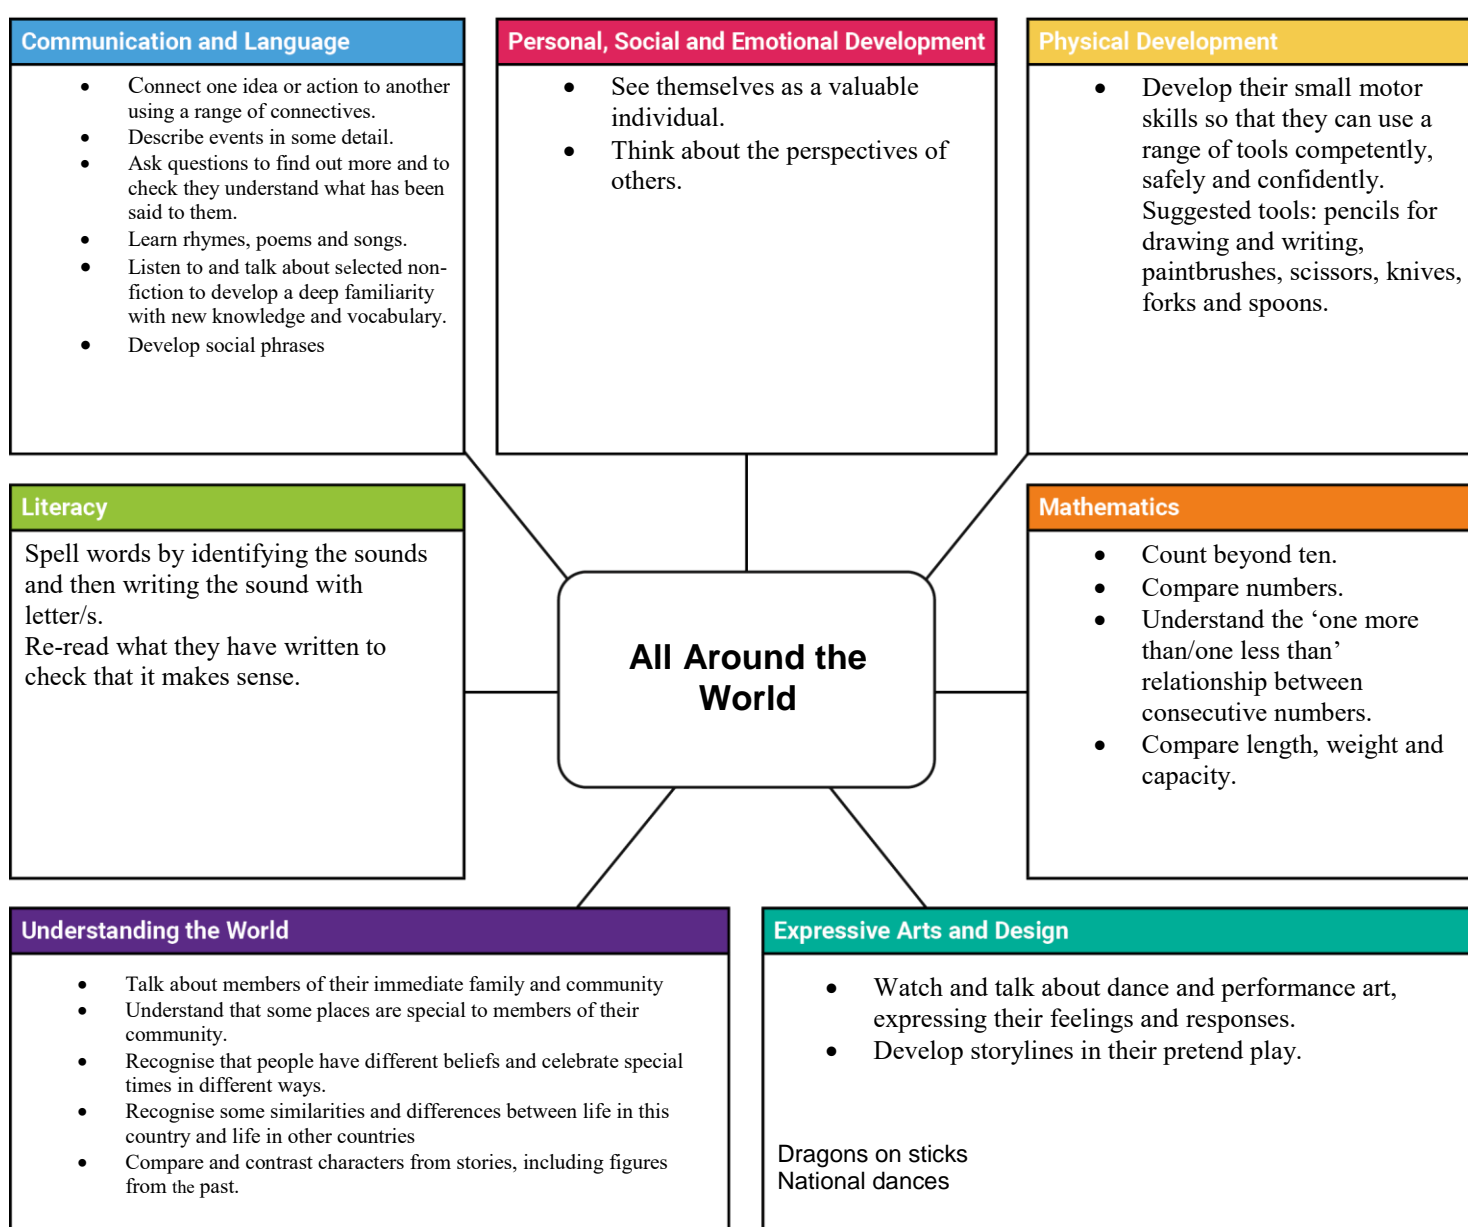 Communication and Language
• Connect one idea or action to another
using a range of connectives.
• Describe events in some detail.
• Ask questions to find out more and to
check they understand what has been
said to them.
• Learn rhymes, poems and songs.
• Listen to and talk about selected non-
fiction to develop a deep familiarity
with new knowledge and vocabulary.
• Develop social phrases
Personal, Social and Emotional Development
• See themselves as a valuable
individual.
• Think about the perspectives of
others.
Physical Development
• Develop their small motor
skills so that they can use a
range of tools competently,
safely and confidently.
Suggested tools: pencils for
drawing and writing,
paintbrushes, scissors, knives,
forks and spoons.
Literacy
Spell words by identifying the sounds
and then writing the sound with
letter/s.
Re-read what they have written to
check that it makes sense.
All Around the
World
Mathematics
• Count beyond ten.
• Compare numbers.
• Understand the ‘one more
than/one less than’
relationship between
consecutive numbers.
• Compare length, weight and
capacity.
Understanding the World
• Talk about members of their immediate family and community
• Understand that some places are special to members of their
community.
• Recognise that people have different beliefs and celebrate special
times in different ways.
• Recognise some similarities and differences between life in this
country and life in other countries
• Compare and contrast characters from stories, including figures
from the past.
Expressive Arts and Design
• Watch and talk about dance and performance art,
expressing their feelings and responses.
• Develop storylines in their pretend play.
Dragons on sticks
National dances